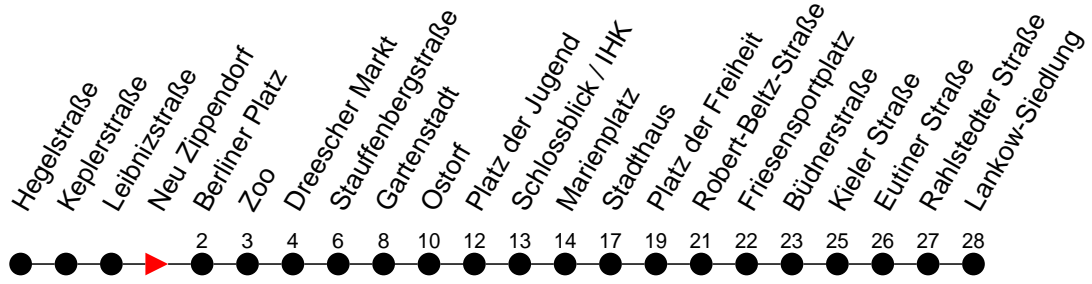 Hegelstraße
Keplerstraße
Leibnizstraße
Neu Zippendorf
Berliner Platz
Zoo
Dreescher Markt
Stauffenbergstraße
Gartenstadt
Ostorf
Platz der Jugend
Schlossblick / IHK
Marienplatz
Stadthaus
Platz der Freiheit
Robert-Beltz-Straße
Friesensportplatz
Büdnerstraße
Kieler Straße
Eutiner Straße
Rahlstedter Straße
Lankow-Siedlung
2 3 4 6 8 10 12 13 14 17 19 21 22 23 25 26 27 28